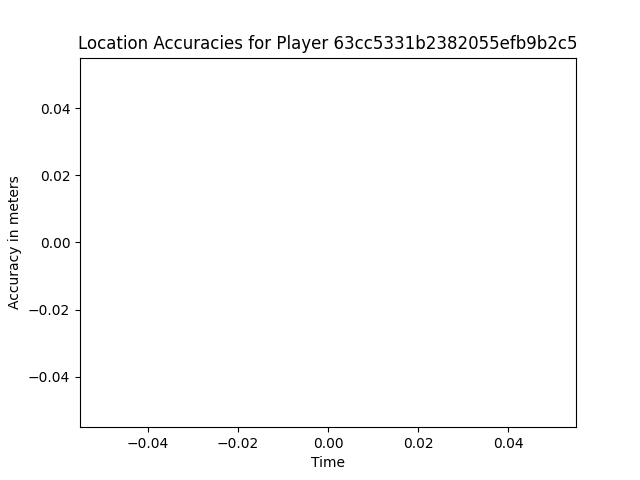 Location Accuracies for Player 63cc5331b2382055efb9b2c5
Accuracy in meters
0.04
0.02
0.00
−0.02
−0.04
−0.04 −0.02 0.00 0.02 0.04
Time